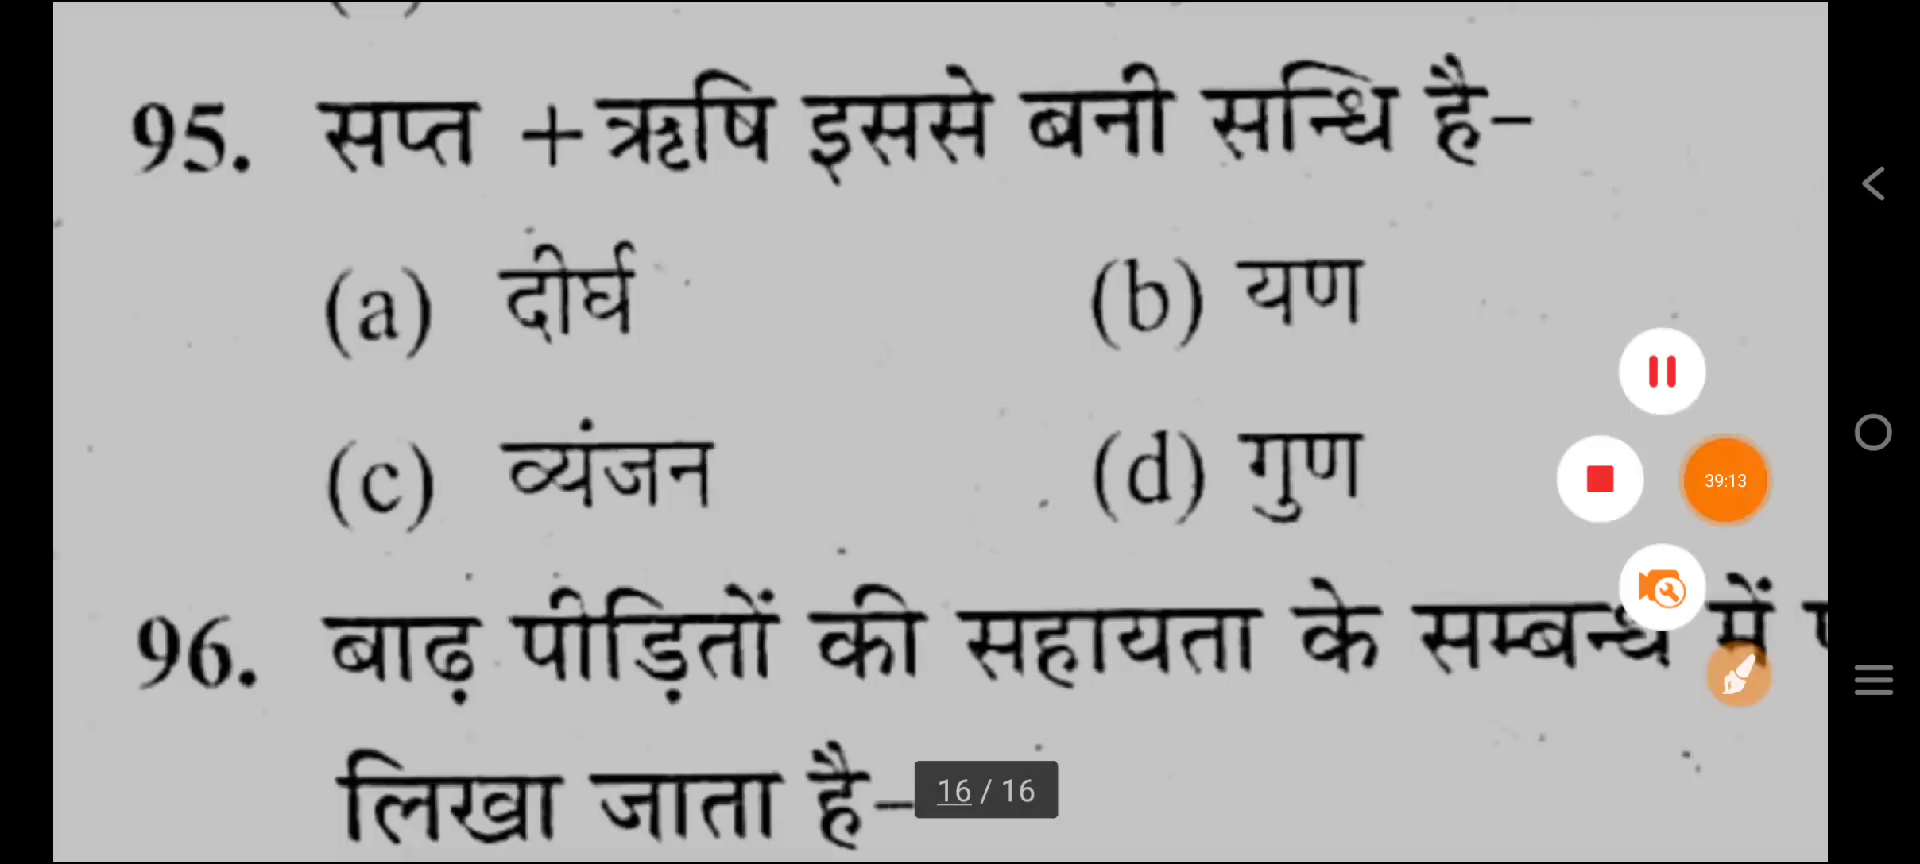 95. सप्त + ऋषि इससे बनी सन्धि है-
(a) दीर्घ (b) यण
(c) व्यंजन (d) गुण
39:13
96. बाढ़ पीड़ितों की सहायता के सम्बन्ध में
लिखा जाता है-
16 / 16